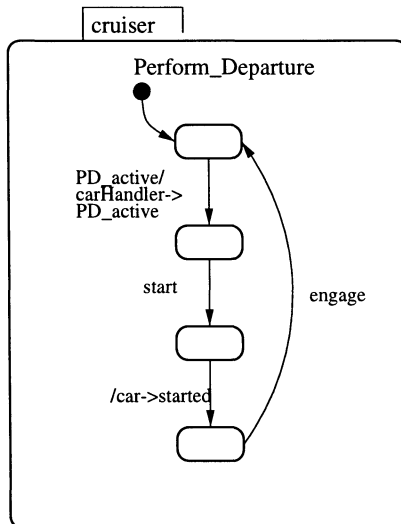 cruiser
Perform_Departure
PD_active/
carHandler->
PD_active
start
engage
/car->started